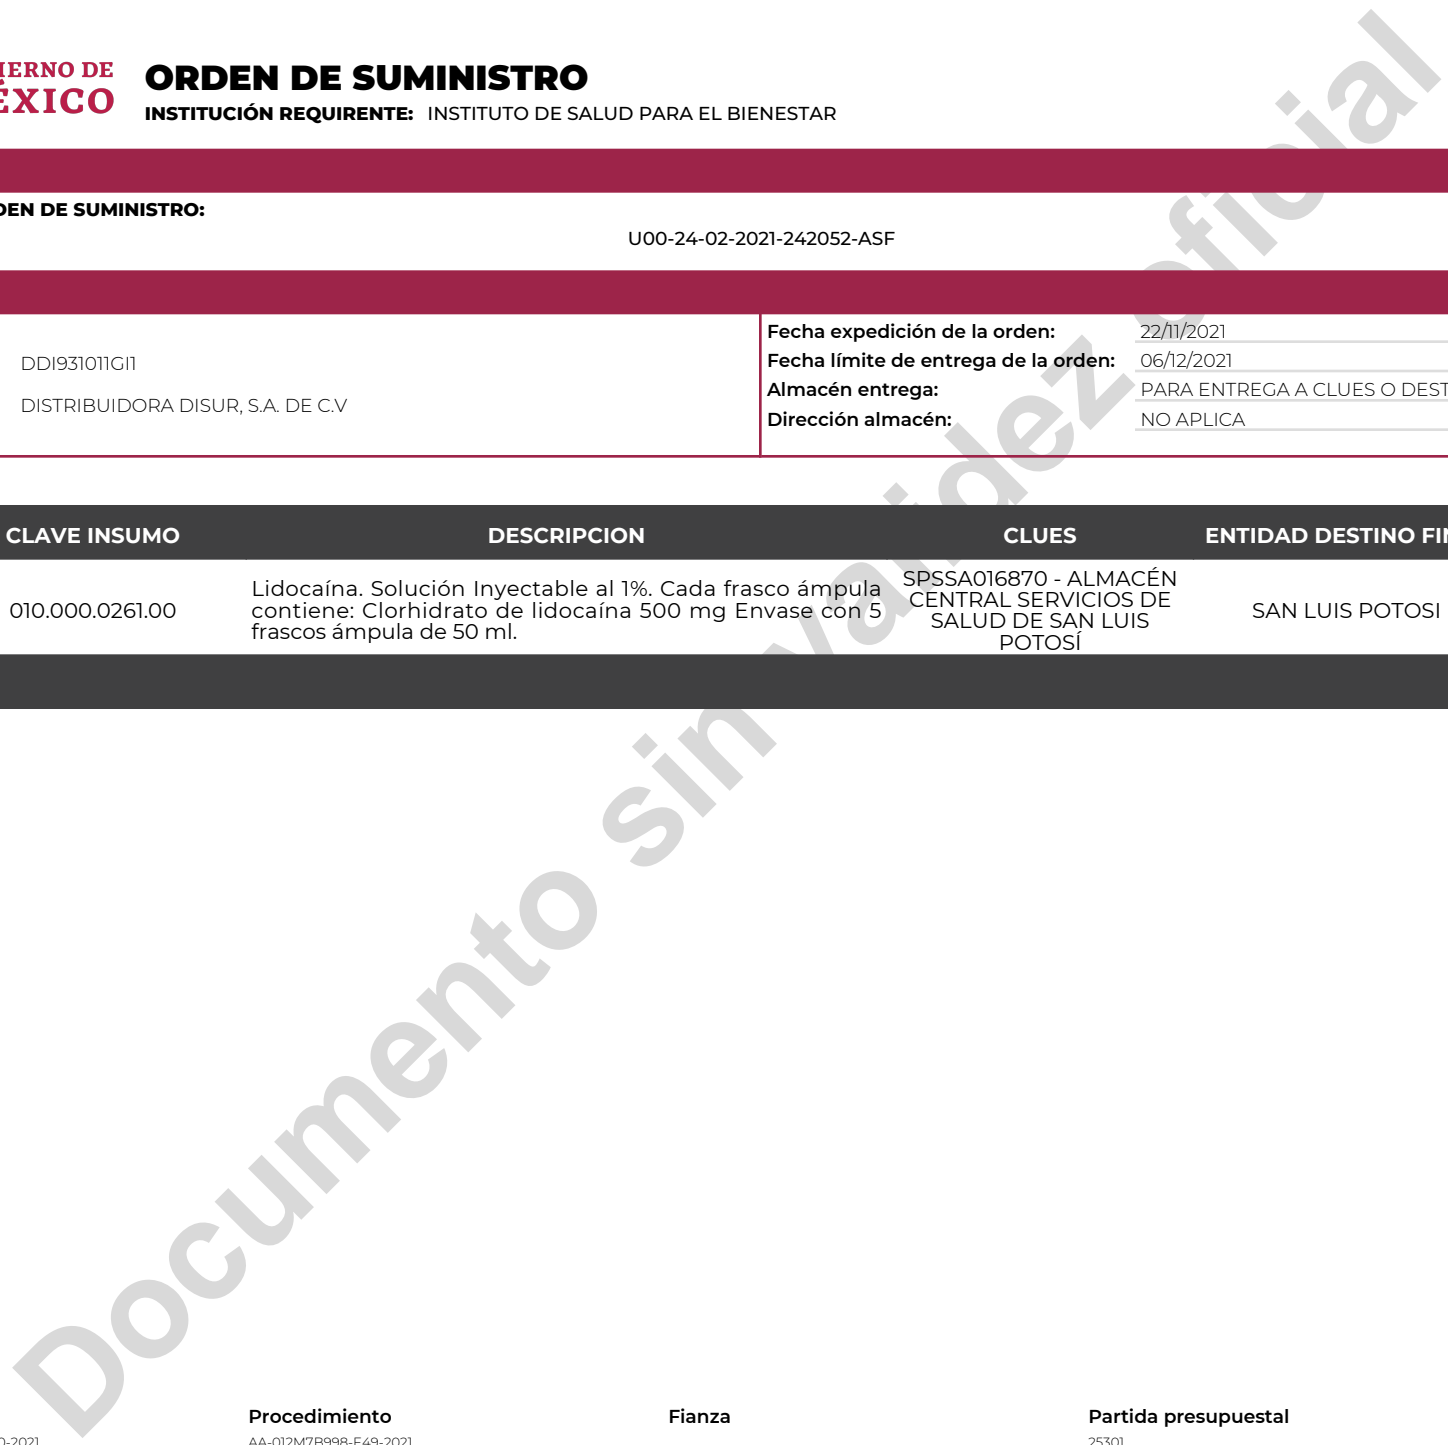 IERNO DE
ÉXICO
ORDEN DE SUMINISTRO
INSTITUCIÓN REQUIRENTE: INSTITUTO DE SALUD PARA EL BIENESTAR
DEN DE SUMINISTRO:
U00-24-02-2021-242052-ASF
DDI931011GI1
DISTRIBUIDORA DISUR, S.A. DE C.V
Fecha expedición de la orden: 22/11/2021
Fecha límite de entrega de la orden: 06/12/2021
Almacén entrega: PARA ENTREGA A CLUES O DEST
Dirección almacén: NO APLICA
CLAVE INSUMO DESCRIPCION CLUES ENTIDAD DESTINO FIN
010.000.0261.00
Lidocaína. Solución Inyectable al 1%. Cada frasco ámpula
contiene: Clorhidrato de lidocaína 500 mg Envase con 5
frascos ámpula de 50 ml.
SPSSA016870 - ALMACÉN
CENTRAL SERVICIOS DE
SALUD DE SAN LUIS
POTOSÍ
SAN LUIS POTOSI
Documento sin validez oficial
Procedimiento Fianza Partida presupuestal
0-2021 AA-012M7B998-E49-2021 25301